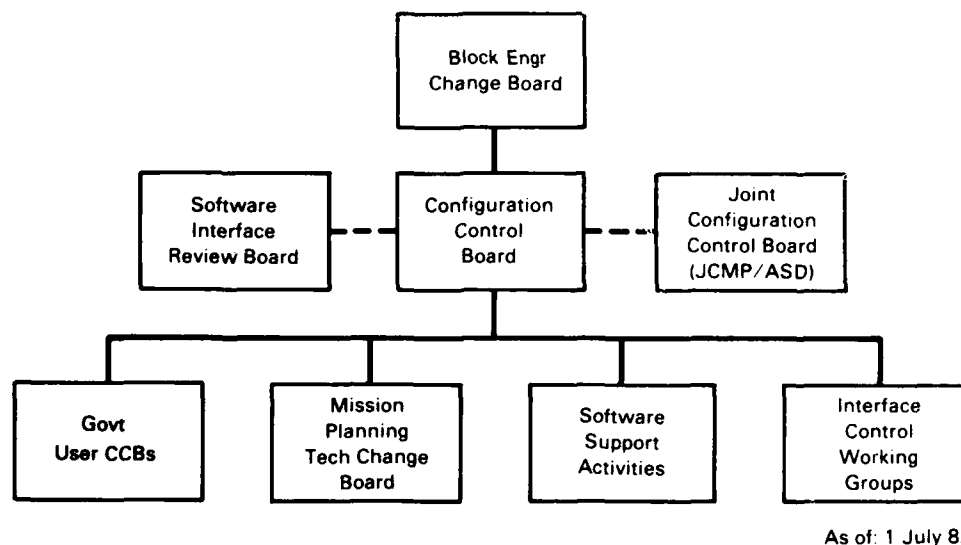 Block Engr
Change Board
Software
Interface
Review Board
Configuration
Control
Board
Joint
Configuration
Control Board
(JCMP/ASD)
Govt
User CCBs
Mission
Planning
Tech Change
Board
Software
Support
Activities
Interface
Control
Working
Groups
As of: 1 July 8